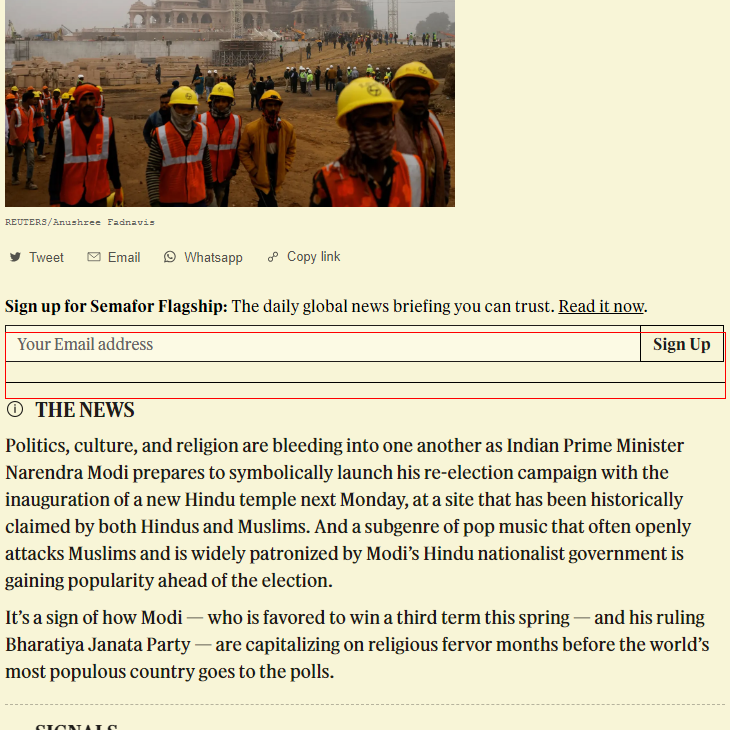 REUTERS/Anushree Fadnavis
Tweet Email Whatsapp Copy link
Sign up for Semafor Flagship: The daily global news briefing you can trust. Read it now.
Your Email address Sign Up
THE NEWS
Politics, culture, and religion are bleeding into one another as Indian Prime Minister
Narendra Modi prepares to symbolically launch his re-election campaign with the
inauguration of a new Hindu temple next Monday, at a site that has been historically
claimed by both Hindus and Muslims. And a subgenre of pop music that often openly
attacks Muslims and is widely patronized by Modi’s Hindu nationalist government is
gaining popularity ahead of the election.
It’s a sign of how Modi — who is favored to win a third term this spring — and his ruling
Bharatiya Janata Party — are capitalizing on religious fervor months before the world’s
most populous country goes to the polls.
SIGNALS